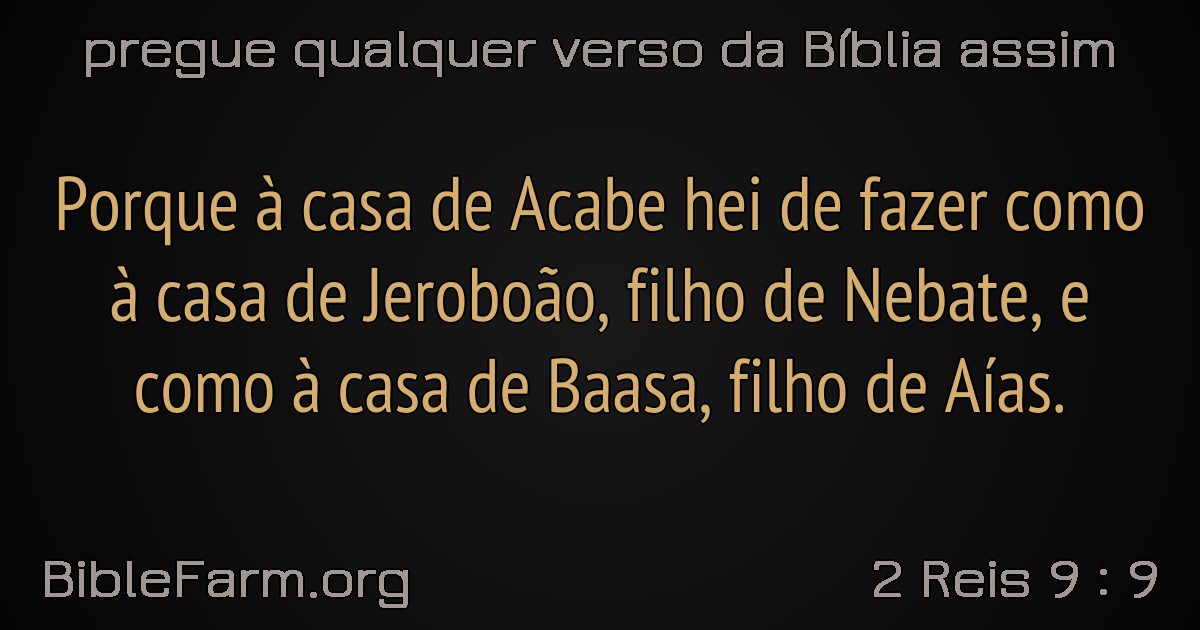 pregue qualquer verso da Bíblia assim
Porque à casa de Acabe hei de fazer como
à casa de Jeroboão, filho de Nebate, e
como à casa de Baasa, filho de Aías.
BibleFarm.org
2 Reis 9 : 9